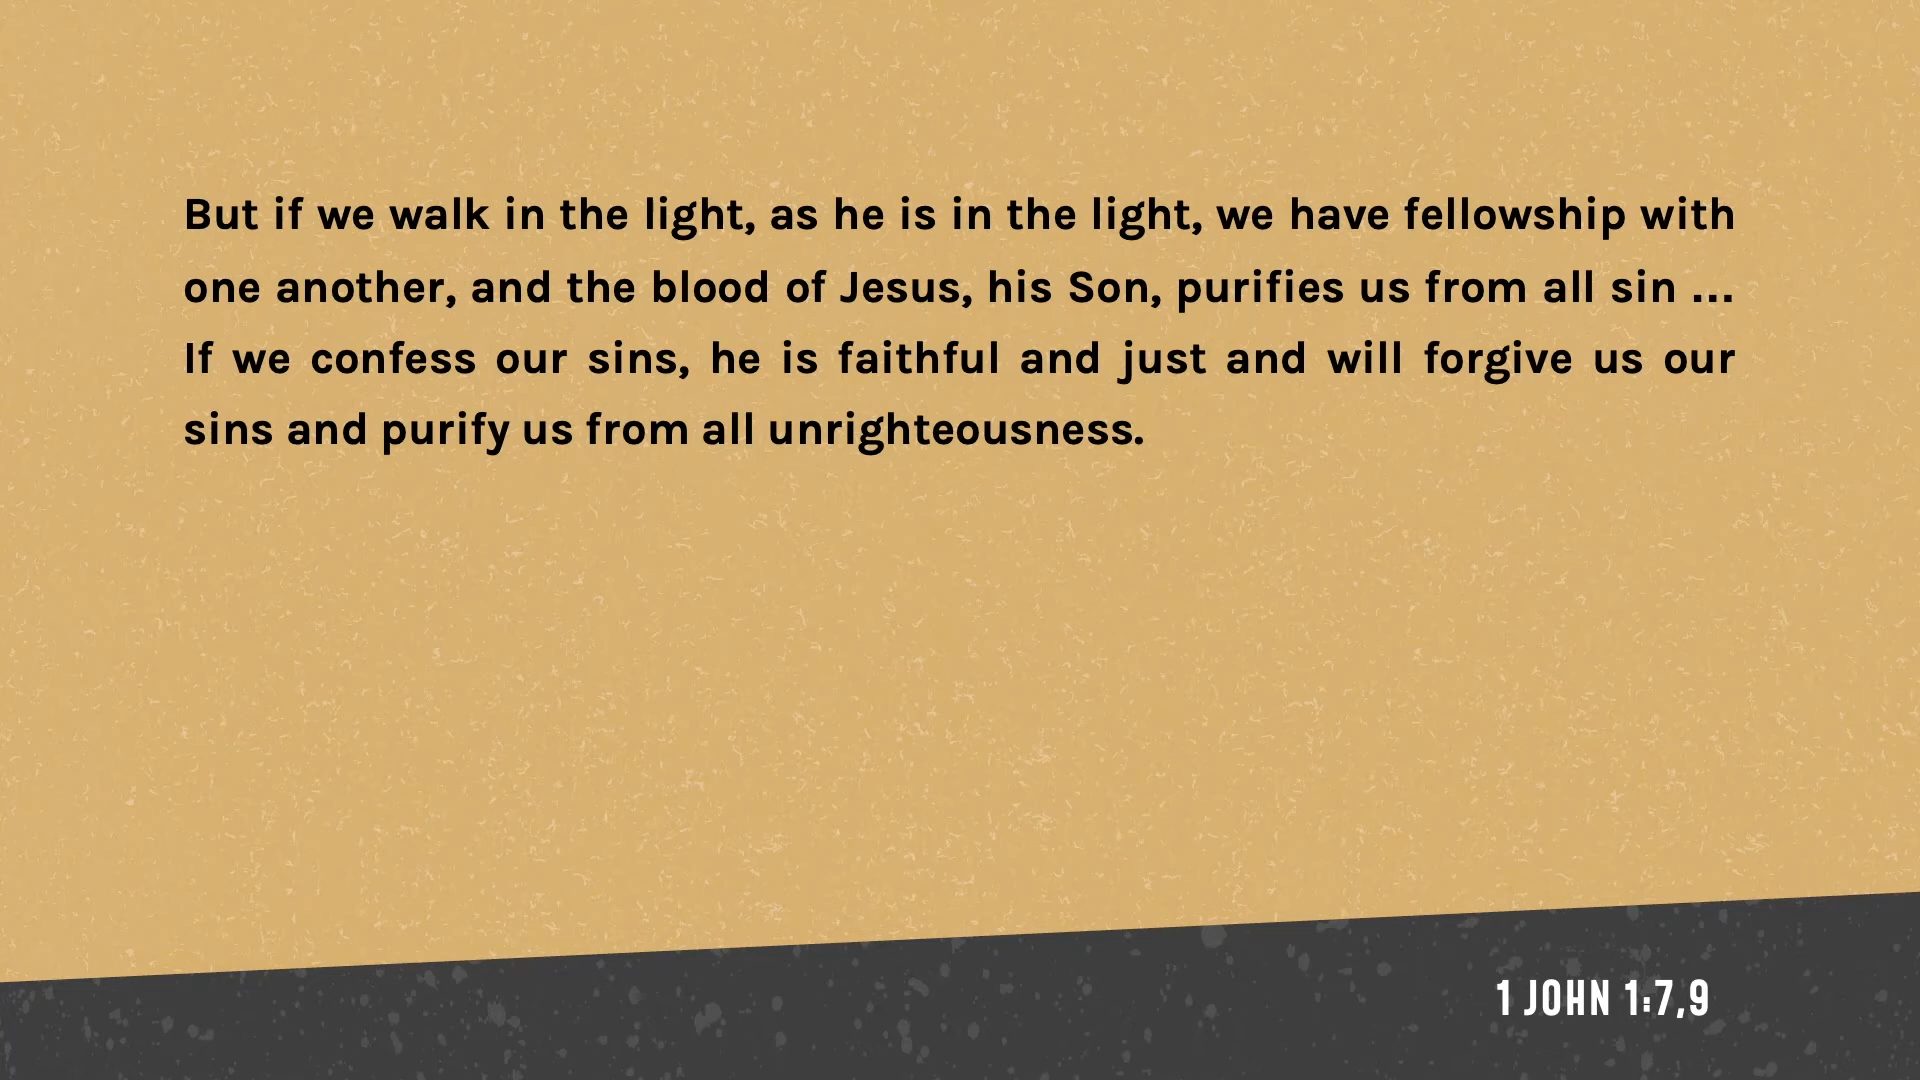 But if we walk in the light, as he is in the light, we have fellowship with
one another, and the blood of Jesus, his Son, purifies us from all sin ...
If we confess our sins, he is faithful and just and will forgive us our
sins and purify us from all unrighteousness.
1 JOHN 1:7,9